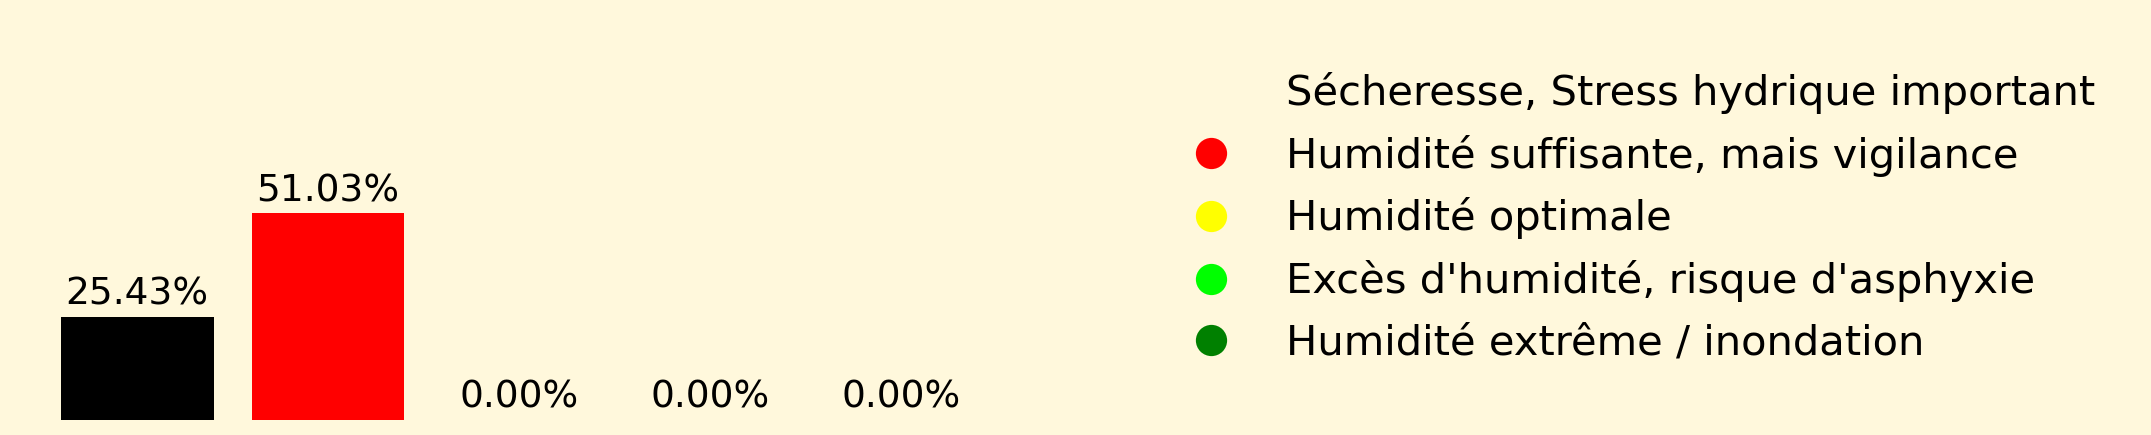 25.43%
51.03%
0.00%
0.00%
0.00%
Sécheresse, Stress hydrique important
Humidité suffisante, mais vigilance
Humidité optimale
Excès d'humidité, risque d'asphyxie
Humidité extrême / inondation